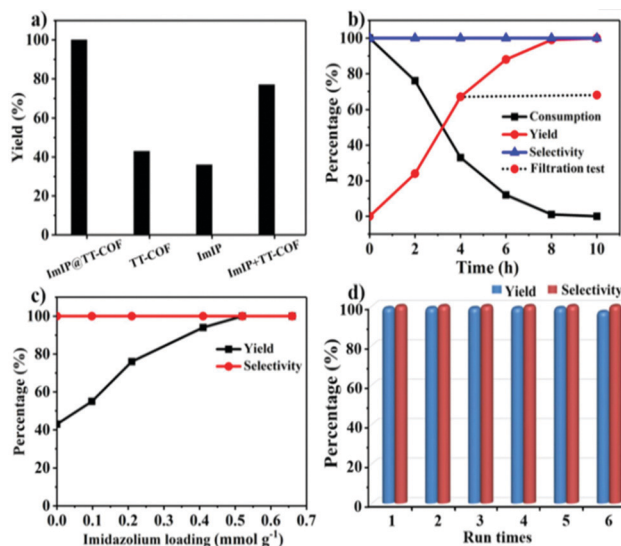 a)
Yield (%)
100
80
60
40
20
0
ImIP@TT-COF
TT-COF
ImIP
ImIP+TT-COF
b)
Percentage (%)
100
80
60
40
20
0
Consumption
Yield
Selectivity
Filtration test
0 2 4 6 8 10
Time (h)
c)
Percentage (%)
100
80
60
40
20
0
Yield
Selectivity
0.0 0.1 0.2 0.3 0.4 0.5 0.6 0.7
Imidazolium loading (mmol g⁻¹)
d)
Yield Selectivity
Percentage (%)
100
80
60
40
20
0
1 2 3 4 5 6
Run times